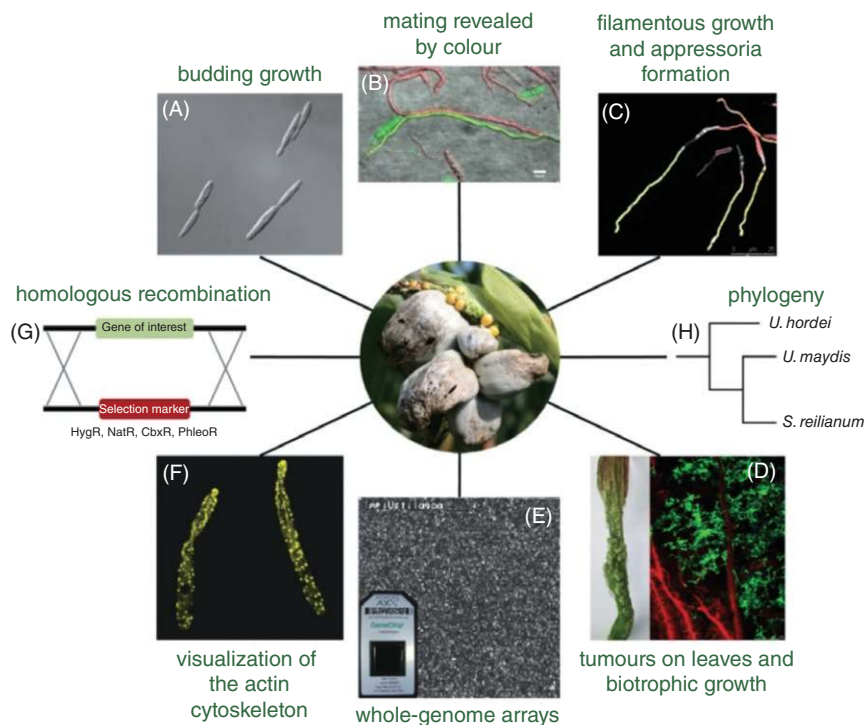 mating revealed
by colour
filamentous growth
and appressoria
formation
budding growth
(A)
(B)
(C)
homologous recombination
(G)
Gene of interest
Selection marker
HygR, NatR, CbxR, PhleoR
phylogeny
(H)
U. hordei
U. maydis
S. reilianum
(F)
(E)
(D)
GeneChip
visualization of
the actin
cytoskeleton
whole-genome arrays
tumours on leaves and
biotrophic growth